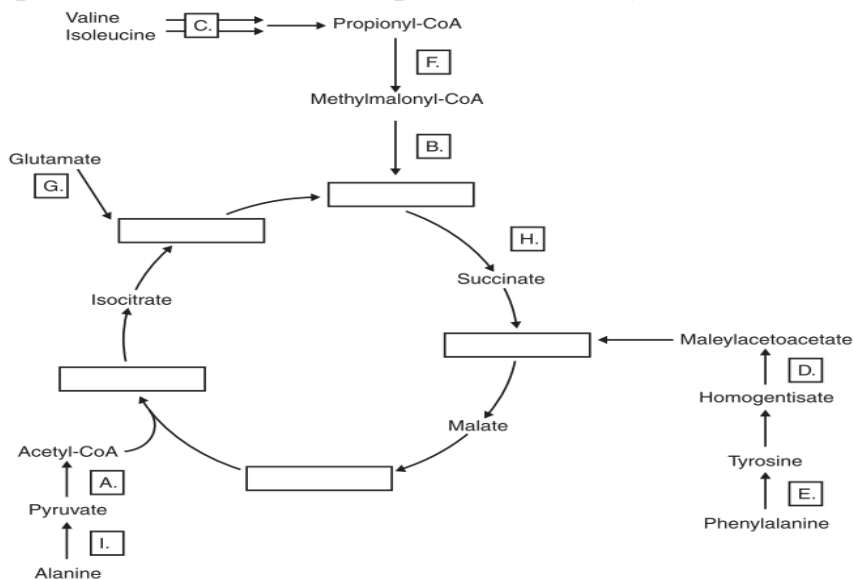 Valine
Isoleucine
C.
Propionyl-CoA
F.
Methylmalonyl-CoA
B.
Glutamate
G.
H.
Succinate
Isocitrate
Maleylacetoacetate
D.
Homogentisate
Malate
Acetyl-CoA
A.
Tyrosine
E.
Pyruvate
Phenylalanine
I.
Alanine